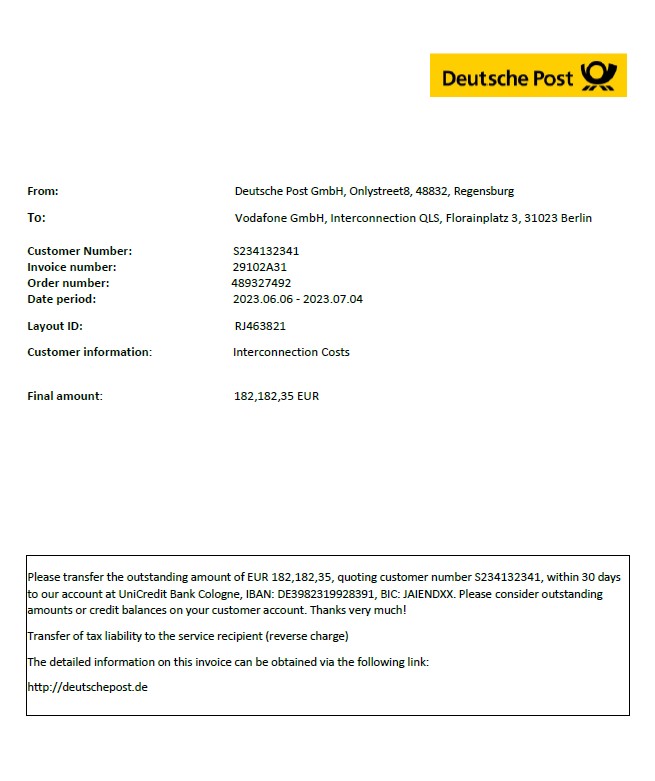 Deutsche Post
From: Deutsche Post GmbH, Onlystreet8, 48832, Regensburg
To: Vodafone GmbH, Interconnection QLS, Florainplatz 3, 31023 Berlin
Customer Number: S234132341
Invoice number: 29102A31
Order number: 489327492
Date period: 2023.06.06 - 2023.07.04
Layout ID: RJ463821
Customer information: Interconnection Costs
Final amount: 182,182,35 EUR
Please transfer the outstanding amount of EUR 182,182,35, quoting customer number S234132341, within 30 days
to our account at UniCredit Bank Cologne, IBAN: DE3982319928391, BIC: JAIENDXX. Please consider outstanding
amounts or credit balances on your customer account. Thanks very much!
Transfer of tax liability to the service recipient (reverse charge)
The detailed information on this invoice can be obtained via the following link:
http://deutschepost.de